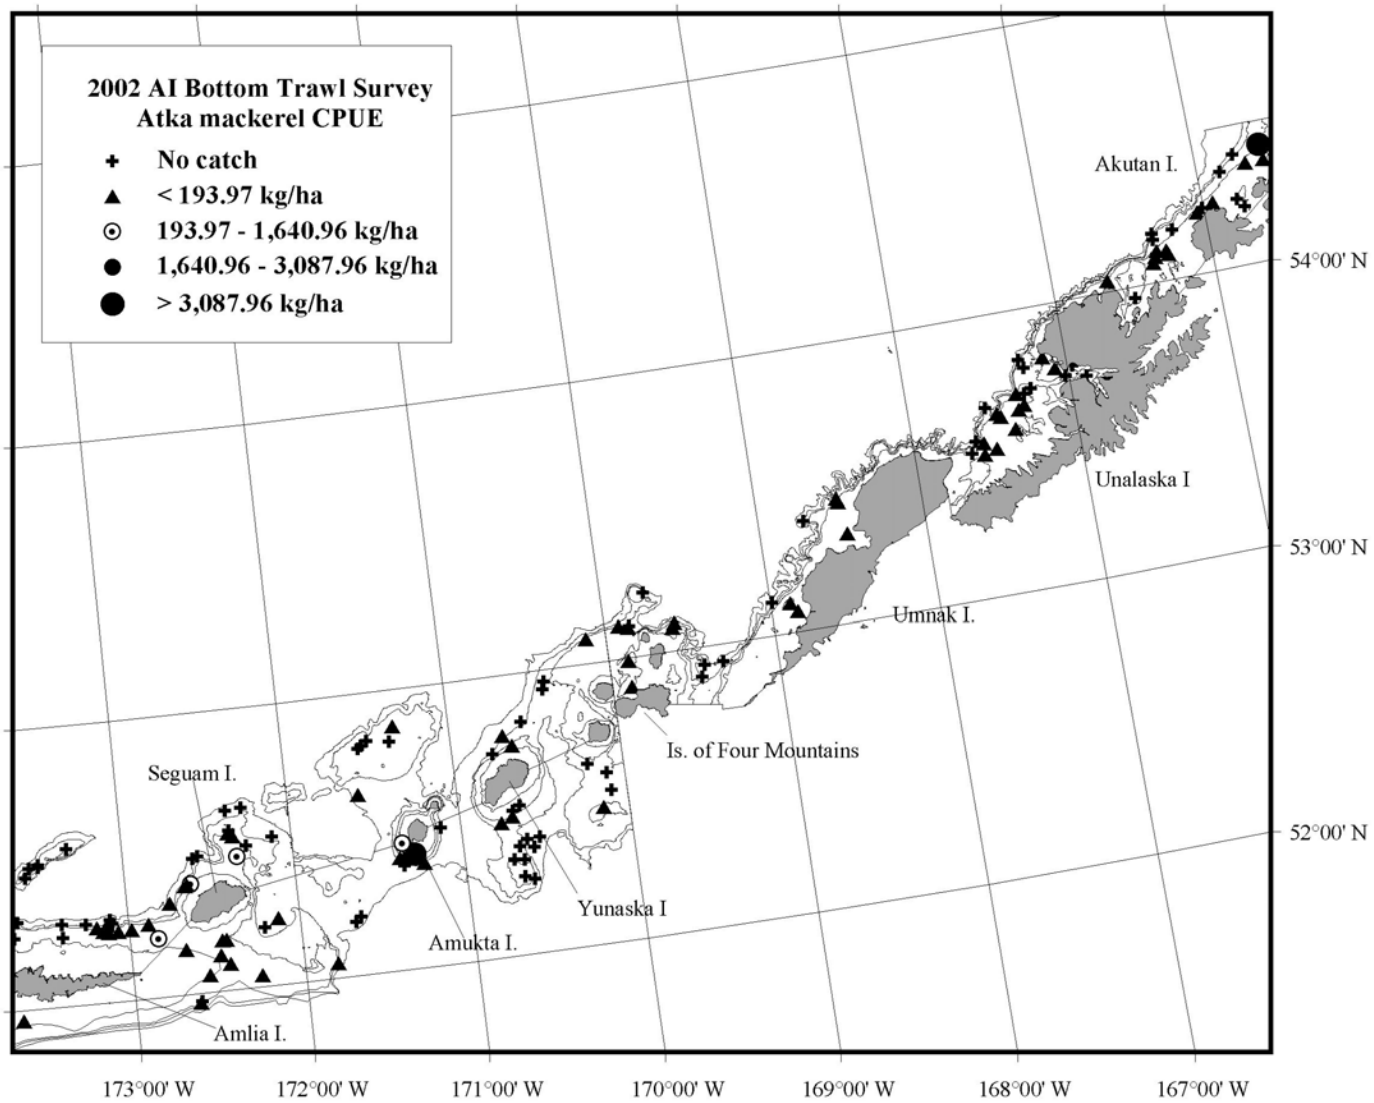 2002 AI Bottom Trawl Survey
Atka mackerel CPUE
No catch
< 193.97 kg/ha
193.97 - 1,640.96 kg/ha
1,640.96 - 3,087.96 kg/ha
> 3,087.96 kg/ha
Akutan I.
54°00' N
Unalaska I
53°00' N
Umnak I.
Is. of Four Mountains
Seguam I.
52°00' N
Yunaska I
Amukta I.
Amlia I.
173°00' W
172°00' W
171°00' W
170°00' W
169°00' W
168°00' W
167°00' W